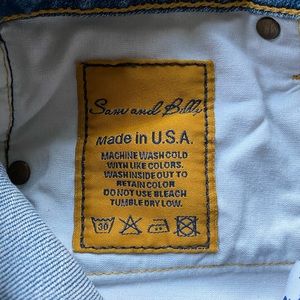 Sam and Billy
Made in U.S.A.
MACHINE WASH COLD
WITH LIKE COLORS.
WASH INSIDE OUT TO
RETAIN COLOR
DO NOT USE BLEACH
TUMBLE DRY LOW.
30